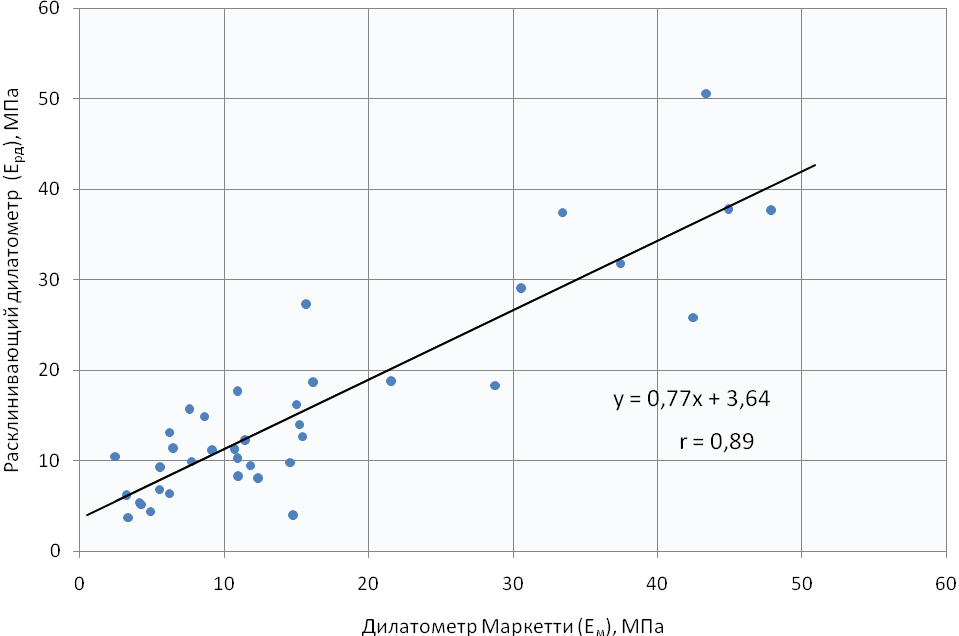 60
50
40
30
20
10
0
Расклинивающий дилатометр (Eрд), МПа
y = 0,77x + 3,64
r = 0,89
0 10 20 30 40 50 60
Дилатометр Маркетти (Eм), МПа